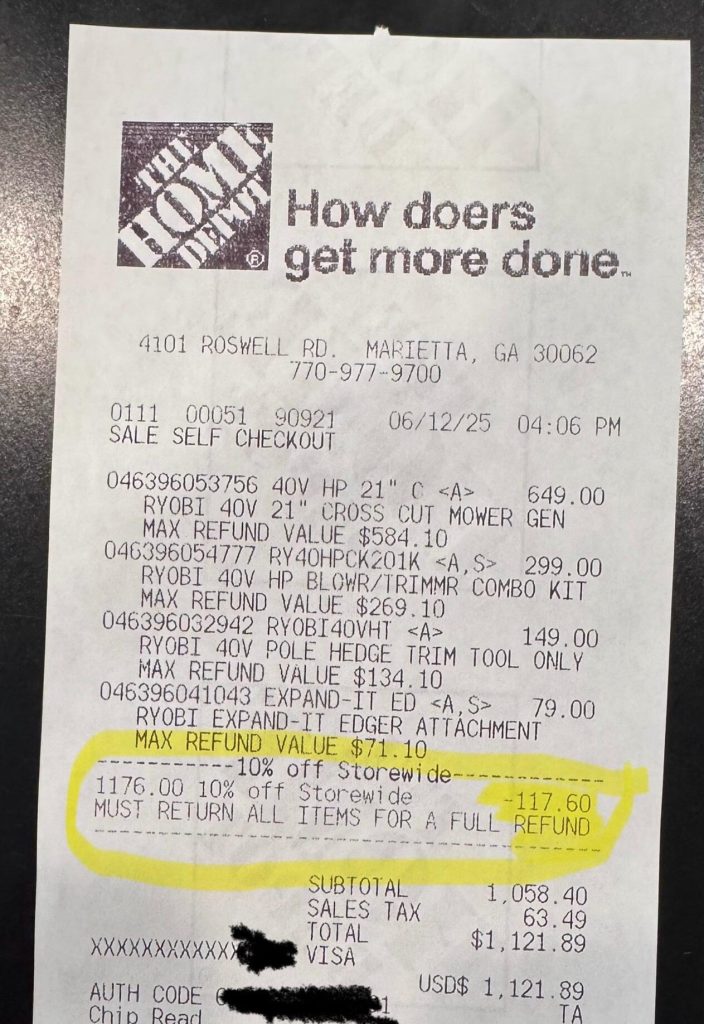 THE
HOME
DEPOT
®
How doers
get more done.™
4101 ROSWELL RD. MARIETTA, GA 30062
770-977-9700
0111 00051 90921 06/12/25 04:06 PM
SALE SELF CHECKOUT
046396053756 40V HP 21" C <A> 649.00
RYOBI 40V 21" CROSS CUT MOWER GEN
MAX REFUND VALUE $584.10
046396054777 RY40HPCK201K <A,S> 299.00
RYOBI 40V HP BLOWR/TRIMMR COMBO KIT
MAX REFUND VALUE $269.10
046396032942 RYOBI40VHT <A> 149.00
RYOBI 40V POLE HEDGE TRIM TOOL ONLY
MAX REFUND VALUE $134.10
046396041043 EXPAND-IT ED <A,S> 79.00
RYOBI EXPAND-IT EDGER ATTACHMENT
MAX REFUND VALUE $71.10
-----------10% off Storewide------------
1176.00 10% off Storewide -117.60
MUST RETURN ALL ITEMS FOR A FULL REFUND
SUBTOTAL 1,058.40
SALES TAX 63.49
TOTAL $1,121.89
XXXXXXXXXXXX VISA
USD$ 1,121.89
AUTH CODE 1 TA
Chip Read